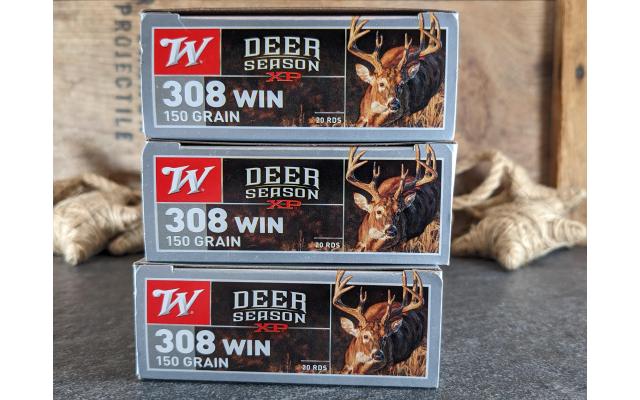 PROJECTILE
W
DEER
SEASON
XP
308 WIN
150 GRAIN
20 RDS
W
DEER
SEASON
XP
308 WIN
150 GRAIN
20 RDS
W
DEER
SEASON
XP
308 WIN
150 GRAIN
20 RDS